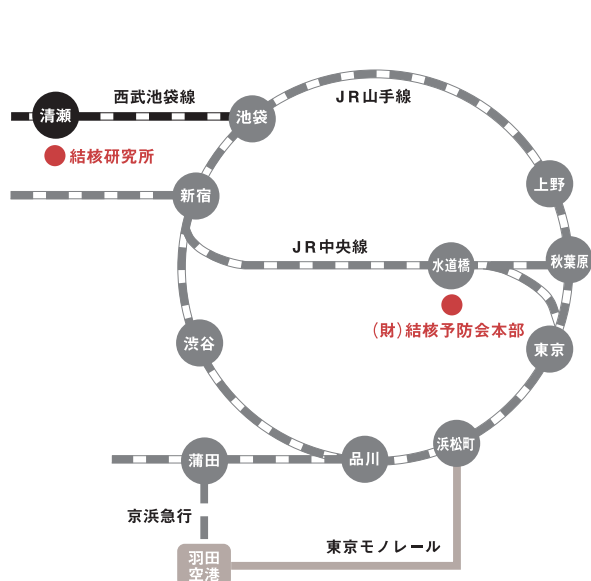 西武池袋線
JR山手線
清瀬
池袋
結核研究所
上野
新宿
JR中央線
水道橋
秋葉原
(財)結核予防会本部
渋谷
東京
浜松町
蒲田
品川
京浜急行
東京モノレール
羽田
空港